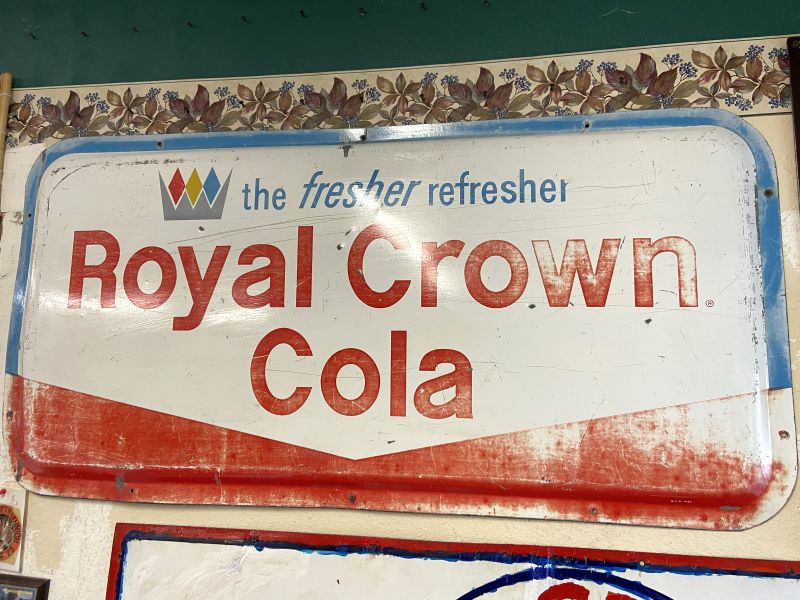 the fresher refresher
Royal Crown
®
Cola